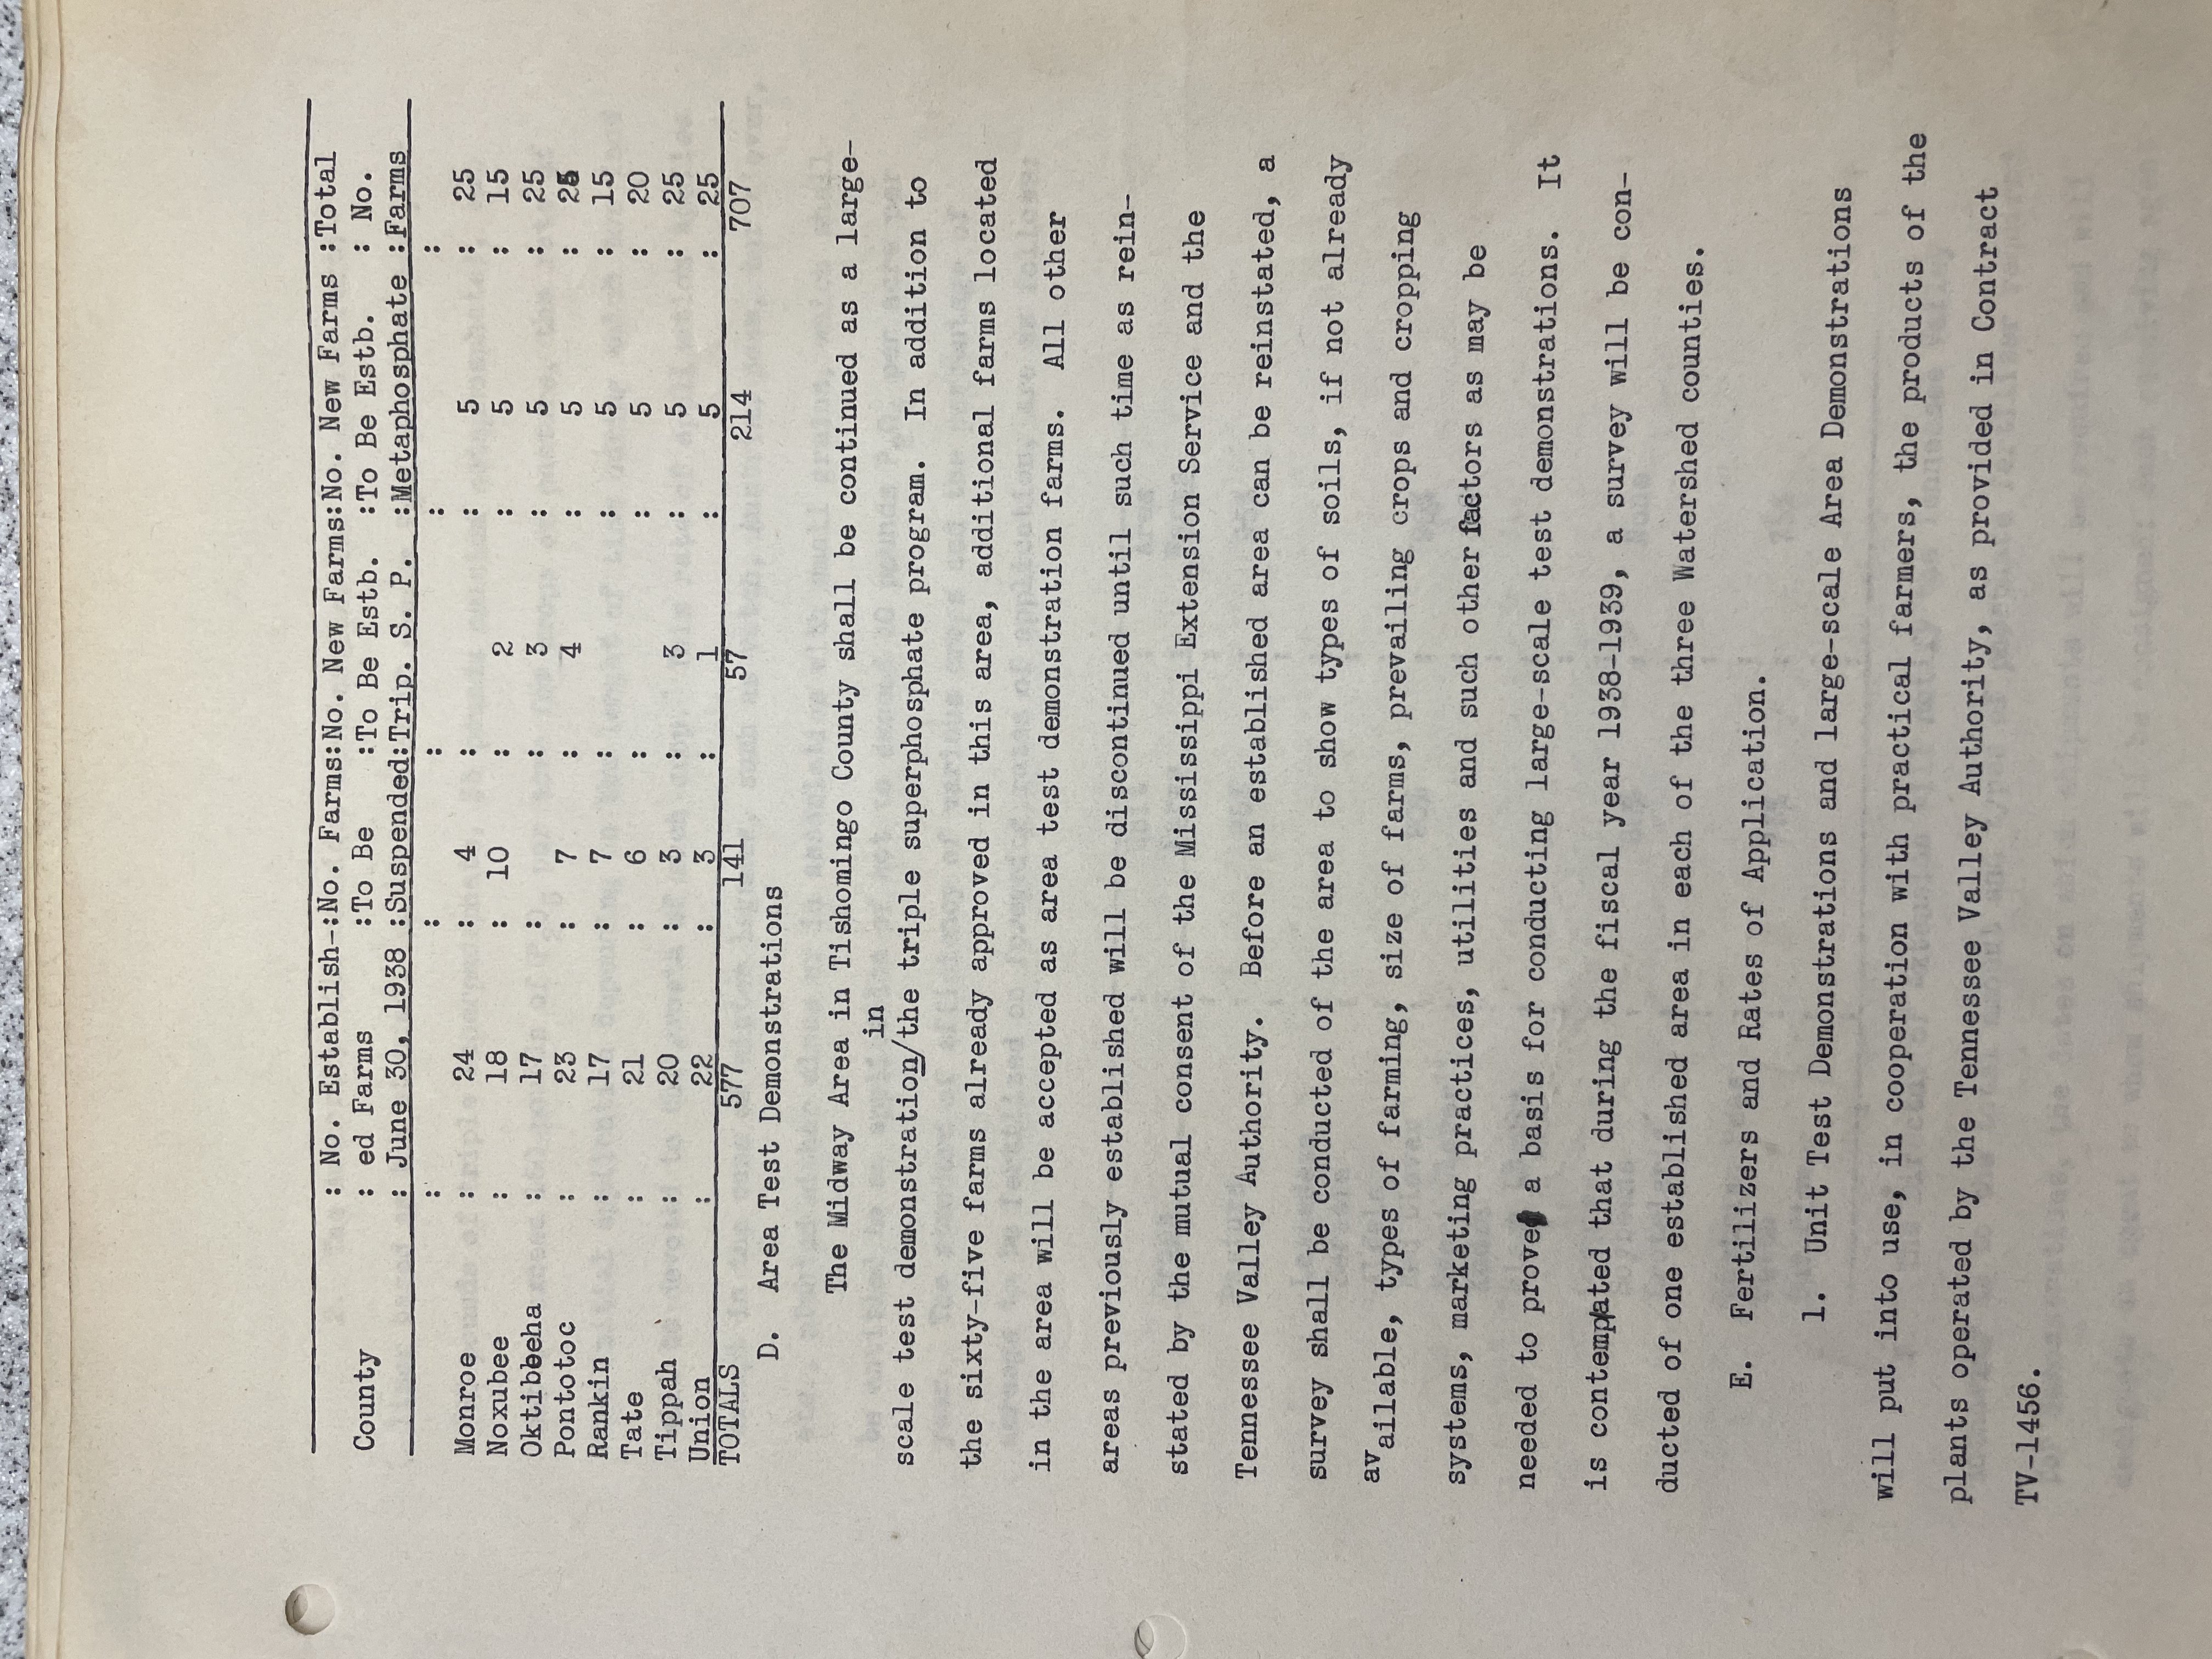 : No. Establish-:No. Farms:No. New Farms:No. New Farms :Total
County : ed Farms :To Be :To Be Estb. :To Be Estb. : No.
: June 30, 1938 :Suspended:Trip. S. P. :Metaphosphate :Farms
: : : : :
Monroe : 24 : 4 : : 5 : 25
Noxubee : 18 : 10 : 2 : 5 : 15
Oktibbeha : 17 : : 3 : 5 : 25
Pontotoc : 23 : 7 : 4 : 5 : 25
Rankin : 17 : 7 : : 5 : 15
Tate : 21 : 6 : : 5 : 20
Tippah : 20 : 3 : 3 : 5 : 25
Union : 22 : 3 : 1 : 5 : 25
TOTALS 577 141 57 214 707
D. Area Test Demonstrations
The Midway Area in Tishomingo County shall be continued as a large-
in
scale test demonstration/the triple superphosphate program. In addition to
the sixty-five farms already approved in this area, additional farms located
in the area will be accepted as area test demonstration farms. All other
areas previously established will be discontinued until such time as rein-
stated by the mutual consent of the Mississippi Extension Service and the
Tennessee Valley Authority. Before an established area can be reinstated, a
survey shall be conducted of the area to show types of soils, if not already
available, types of farming, size of farms, prevailing crops and cropping
systems, marketing practices, utilities and such other factors as may be
needed to prove a basis for conducting large-scale test demonstrations. It
is contemplated that during the fiscal year 1938-1939, a survey will be con-
ducted of one established area in each of the three Watershed counties.
E. Fertilizers and Rates of Application.
1. Unit Test Demonstrations and large-scale Area Demonstrations
will put into use, in cooperation with practical farmers, the products of the
plants operated by the Tennessee Valley Authority, as provided in Contract
TV-1456.